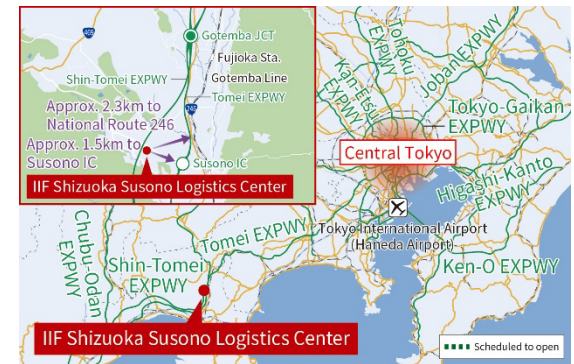 Gotemba JCT
469
Fujioka Sta.
Shin-Tomei EXPWY
Gotemba Line
Tomei EXPWY
246
Approx. 2.3km to
National Route 246
Approx. 1.5km to
Susono IC
Susono IC
IIF Shizuoka Susono Logistics Center
Tohoku
EXPWY
Joban EXPWY
Kan-Etsu
EXPWY
Tokyo-Gaikan
EXPWY
Central Tokyo
Higashi-Kanto
EXPWY
Tokyo International Airport
(Haneda Airport)
Ken-O EXPWY
Tomei EXPWY
Chubu-Odan
EXPWY
Shin-Tomei
EXPWY
IIF Shizuoka Susono Logistics Center
Scheduled to open